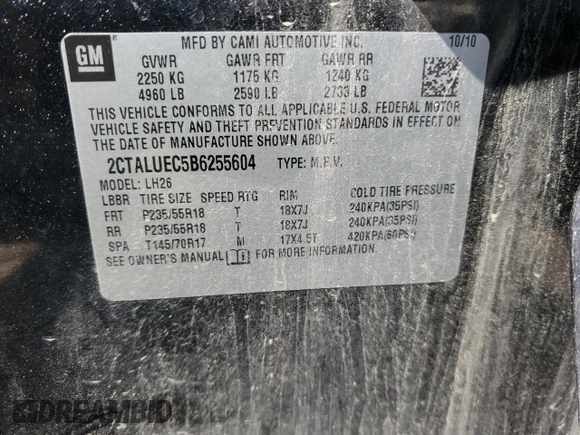 GM
MFD BY CAMI AUTOMOTIVE INC. 10/10
GVWR GAWR FRT GAWR RR
2250 KG 1175 KG 1240 KG
4960 LB 2590 LB 2733 LB
THIS VEHICLE CONFORMS TO ALL APPLICABLE U.S. FEDERAL MOTOR
VEHICLE SAFETY AND THEFT PREVENTION STANDARDS IN EFFECT ON
THE DATE OF MANUFACTURE SHOWN ABOVE.
2CTALUEC5B6255604 TYPE: M.P.V.
MODEL: LH26
LBBR TIRE SIZE SPEED RTG RIM COLD TIRE PRESSURE
FRT P235/55R18 T 18X7J 240KPA(35PSI)
RR P235/55R18 T 18X7J 240KPA(35PSI)
SPA T145/70R17 M 17X4.5T 420KPA(60PSI)
SEE OWNER'S MANUAL FOR MORE INFORMATION.
DREAMBID